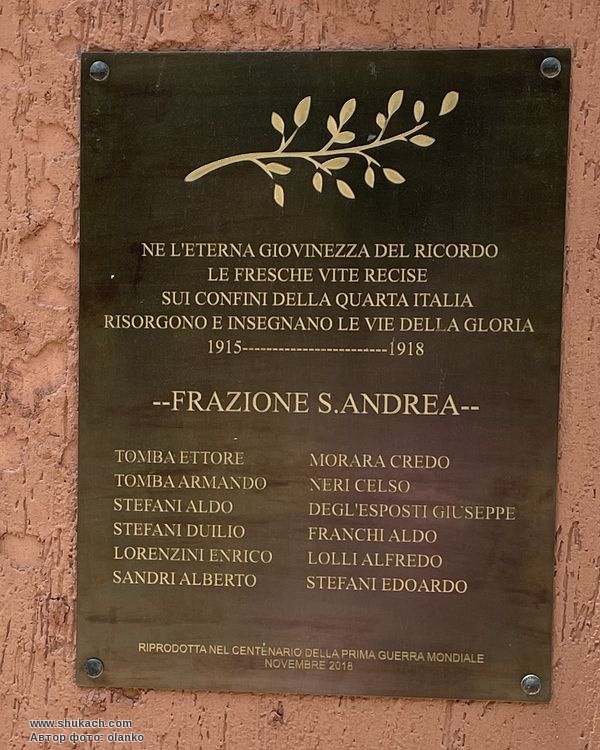 NE L'ETERNA GIOVINEZZA DEL RICORDO
LE FRESCHE VITE RECISE
SUI CONFINI DELLA QUARTA ITALIA
RISORGONO E INSEGNANO LE VIE DELLA GLORIA
1915------------------------1918
--FRAZIONE S.ANDREA--
TOMBA ETTORE
TOMBA ARMANDO
STEFANI ALDO
STEFANI DUILIO
LORENZINI ENRICO
SANDRI ALBERTO
MORARA CREDO
NERI CELSO
DEGL'ESPOSTI GIUSEPPE
FRANCHI ALDO
LOLLI ALFREDO
STEFANI EDOARDO
RIPRODOTTA NEL CENTENARIO DELLA PRIMA GUERRA MONDIALE
NOVEMBRE 2018
www.shukach.com
Автор фото: olanko